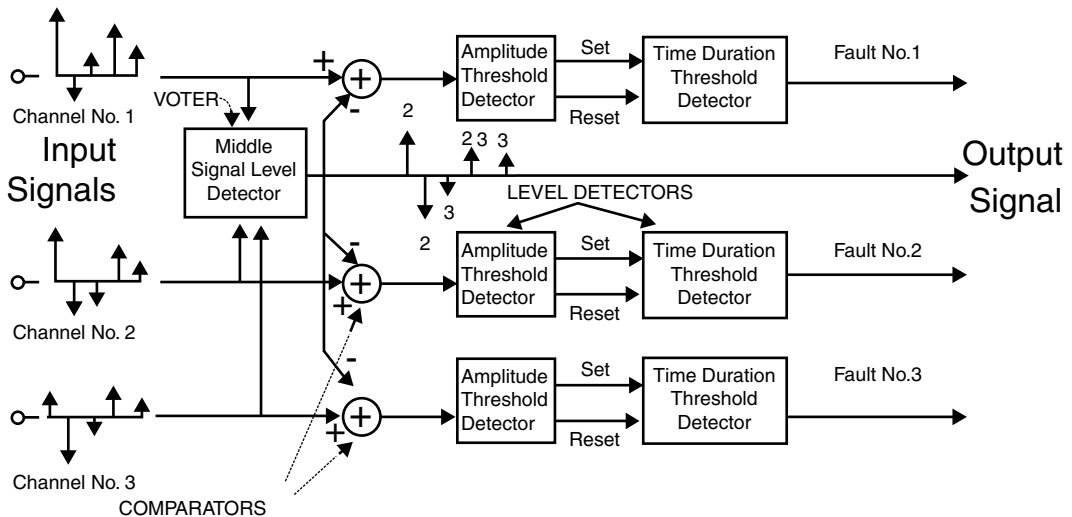 +
+
-
Amplitude
Threshold
Detector
Set
Reset
Time Duration
Threshold
Detector
Fault No.1
Channel No. 1
VOTER
Input
Signals
Middle
Signal Level
Detector
2
2
3
2 3
3
Output
Signal
LEVEL DETECTORS
-
+
+
Amplitude
Threshold
Detector
Set
Reset
Time Duration
Threshold
Detector
Fault No.2
Channel No. 2
-
+
+
Amplitude
Threshold
Detector
Set
Reset
Time Duration
Threshold
Detector
Fault No.3
Channel No. 3
COMPARATORS